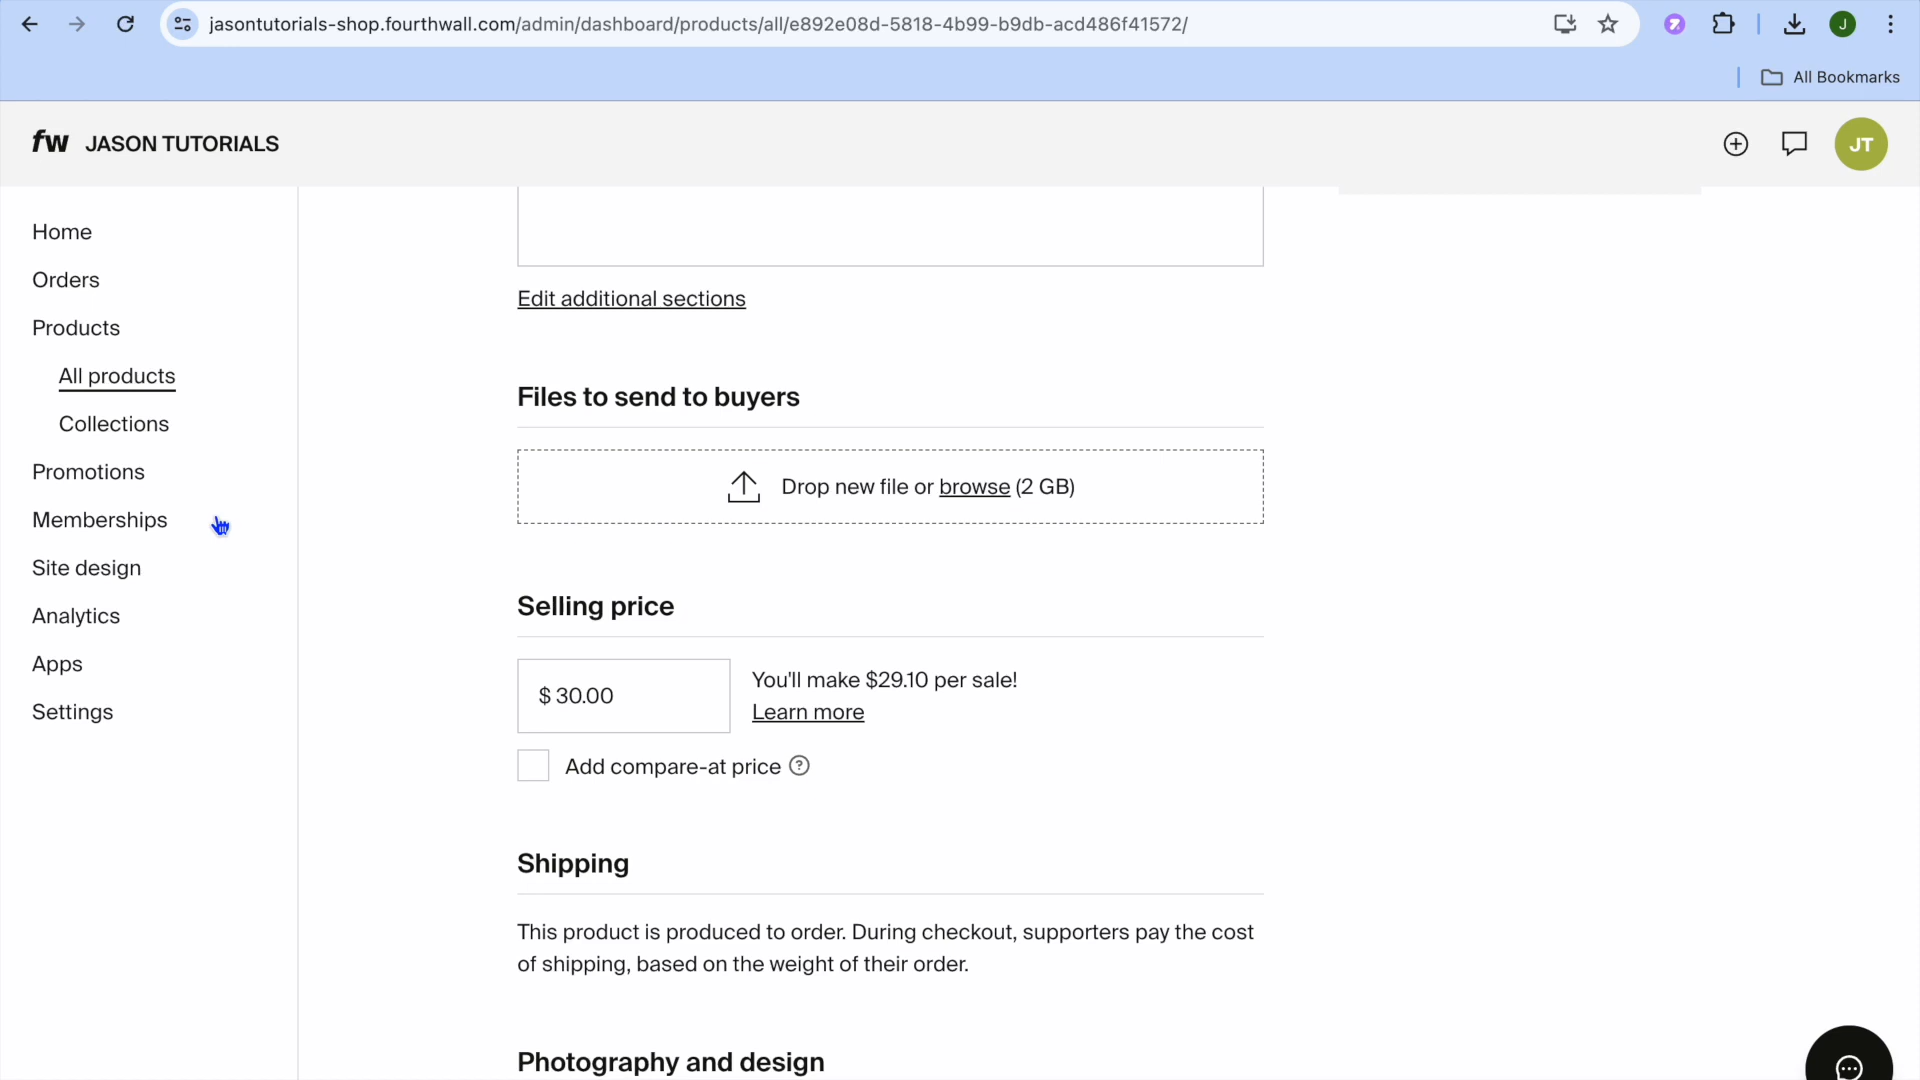 jasontutorials-shop.fourthwall.com/admin/dashboard/products/all/e892e08d-5818-4b99-b9db-acd486f41572/
J
All Bookmarks
fw JASON TUTORIALS
JT
Home
Orders
Products
All products
Collections
Promotions
Memberships
Site design
Analytics
Apps
Settings
Edit additional sections
Files to send to buyers
Drop new file or browse (2 GB)
Selling price
$ 30.00
You'll make $29.10 per sale!
Learn more
Add compare-at price ?
Shipping
This product is produced to order. During checkout, supporters pay the cost
of shipping, based on the weight of their order.
Photography and design